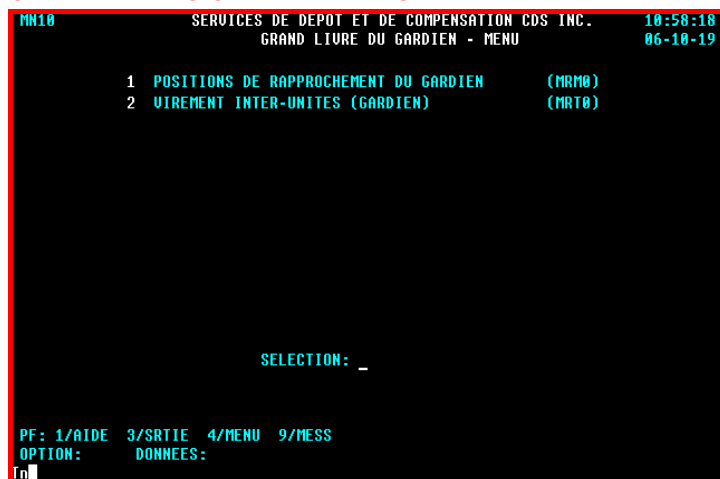 MN10 SERVICES DE DEPOT ET DE COMPENSATION CDS INC. 10:58:18
GRAND LIVRE DU GARDIEN - MENU 06-10-19
1 POSITIONS DE RAPPROCHEMENT DU GARDIEN (MRM0)
2 VIREMENT INTER-UNITES (GARDIEN) (MRT0)
SELECTION: _
PF: 1/AIDE 3/SRTIE 4/MENU 9/MESS
OPTION: DONNEES:
In